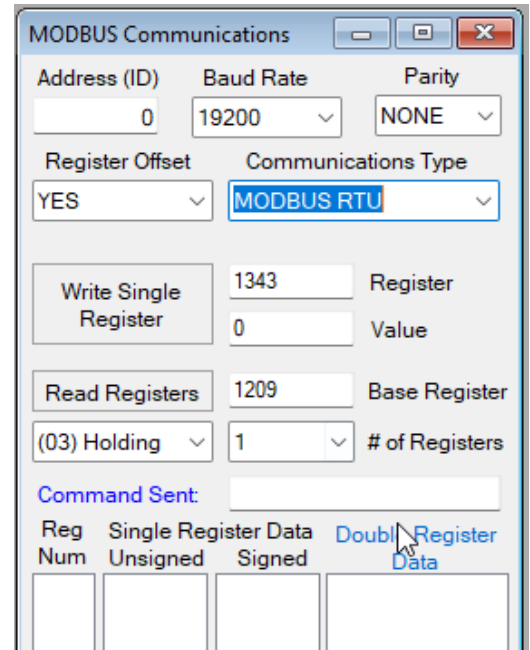 MODBUS Communications
Address (ID) Baud Rate Parity
0 19200 NONE
Register Offset Communications Type
YES MODBUS RTU
Write Single Register 1343 Register
0 Value
Read Registers 1209 Base Register
(03) Holding 1 # of Registers
Command Sent:
Reg Single Register Data Double Register
Num Unsigned Signed Data